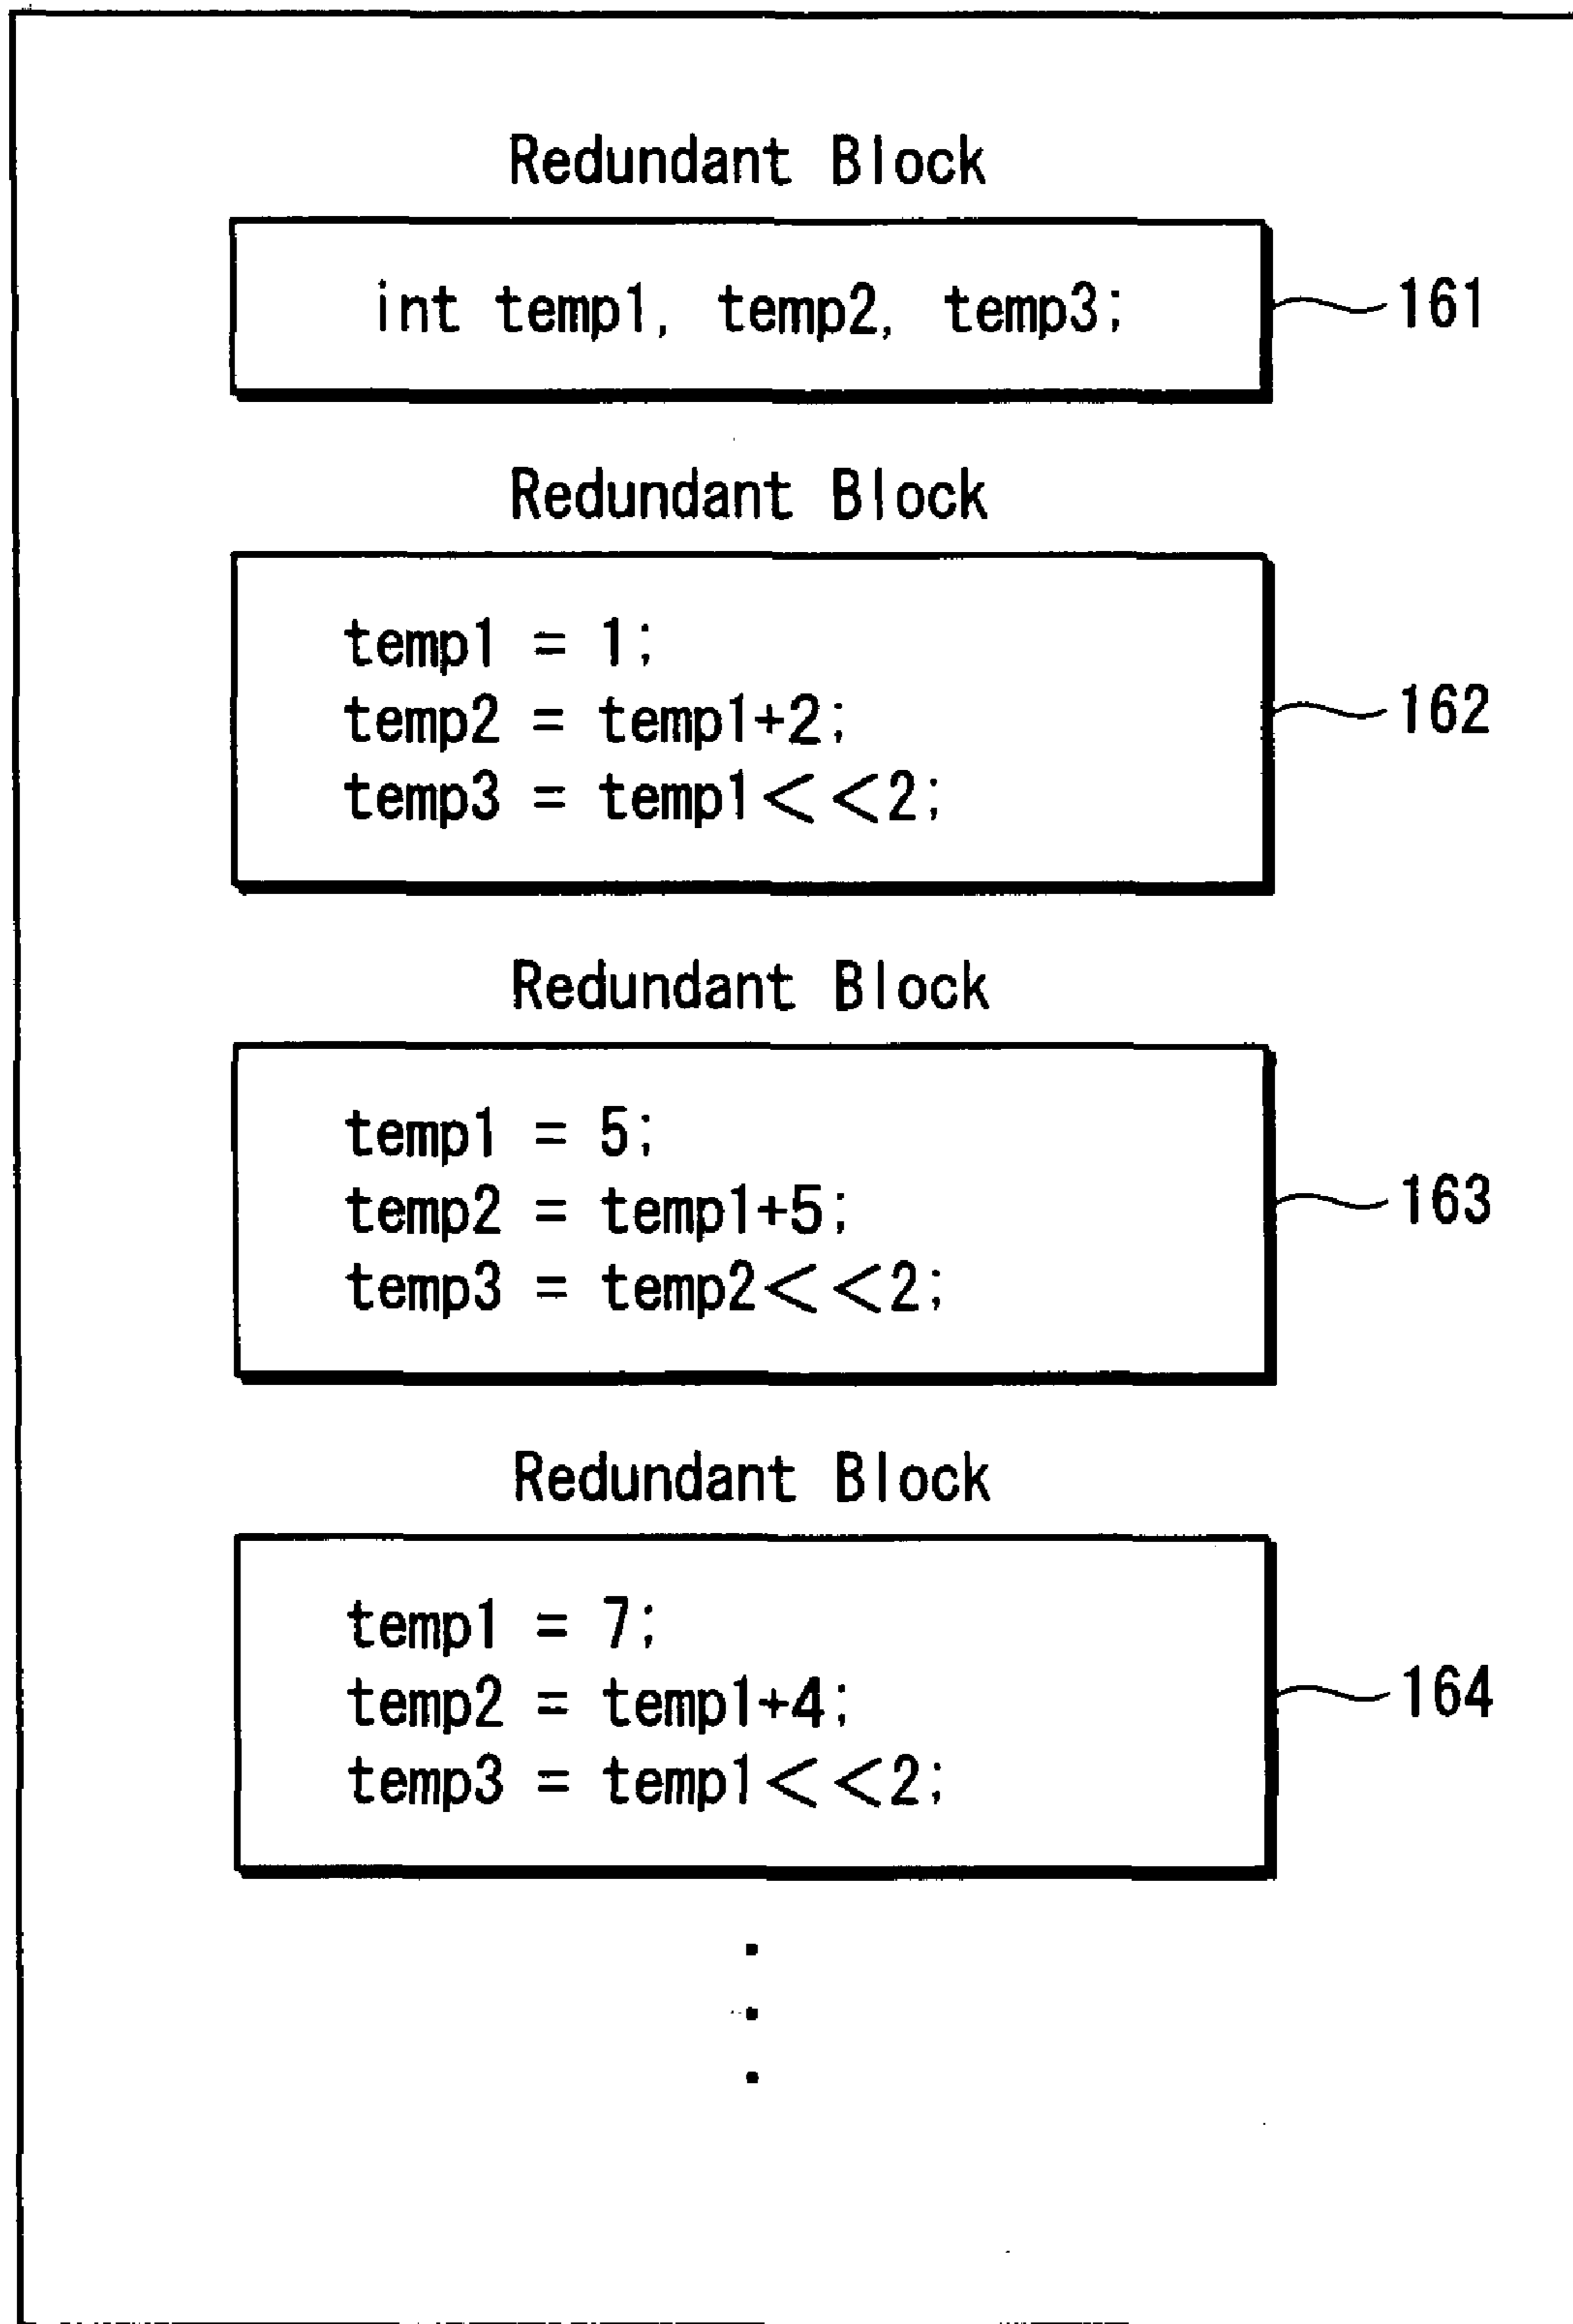 Redundant Block
int temp1, temp2, temp3;
161
Redundant Block
temp1 = 1;
temp2 = temp1+2;
temp3 = temp1<<2;
162
Redundant Block
temp1 = 5;
temp2 = temp1+5;
temp3 = temp2<<2;
163
Redundant Block
temp1 = 7;
temp2 = temp1+4;
temp3 = temp1<<2;
164